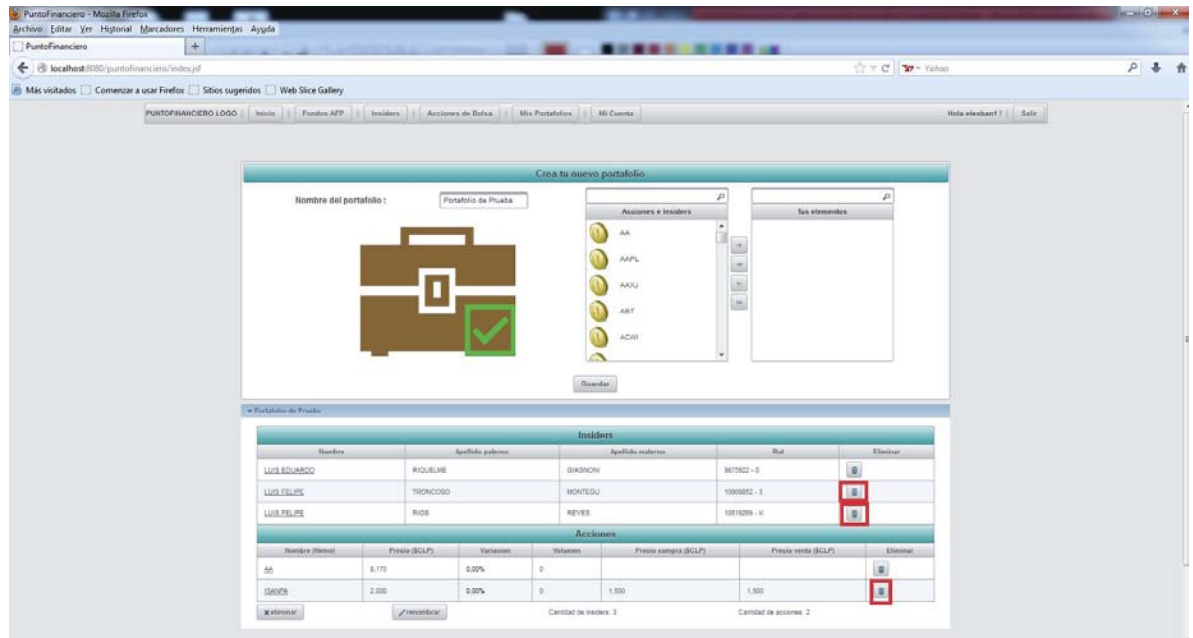 PuntoFinanciero - Mozilla Firefox
Archivo Editar Ver Historial Marcadores Herramientas Ayuda
PuntoFinanciero +
localhost:8080/puntofinanciero/index.jsf Yahoo
Más visitados Comenzar a usar Firefox Sitios sugeridos Web Slice Gallery
PUNTOFINANCIERO LOGO | Inicio | Fondos AFP | Insiders | Acciones de Bolsa | Mis Portafolios | Mi Cuenta Hola | Salir
Crea tu nuevo portafolio
Nombre del portafolio : Portafolio de Prueba
Acciones e Insiders Tus elementos
AA
AAPL
AAXJ
ABT
ACWI
Guardar
Portafolio de Prueba
Insiders
Nombre Apellido paterno Apellido materno Rut Eliminar
LUIS EDUARDO RIQUELME GIAGNONI
LUIS FELIPE TRONCOSO MONTEGU
LUIS FELIPE RIOS REYES
Acciones
Nombre (Nemo) Precio ($CLP) Variacion Volumen Precio compra ($CLP) Precio venta ($CLP) Eliminar
AA 8,170 0,00% 0
ISANPA 2,000 0,00% 0 1,500 1,900
eliminar renombrar Cantidad de insiders: 3 Cantidad de acciones: 2